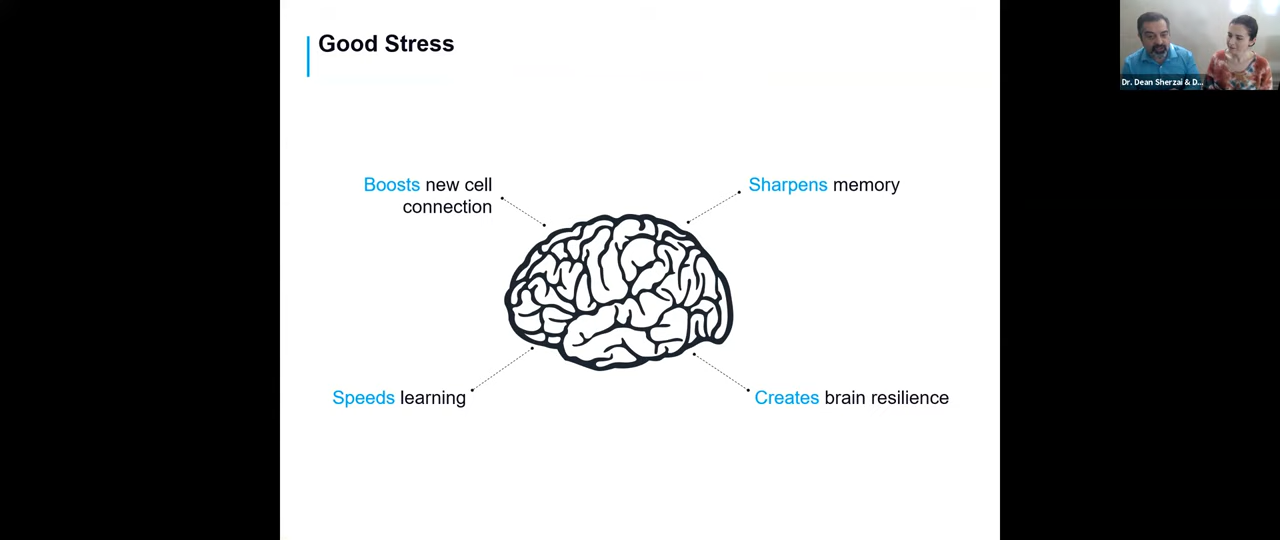 Good Stress
Boosts new cell
connection
Sharpens memory
Speeds learning
Creates brain resilience
Dr. Dean Sherzai & D...